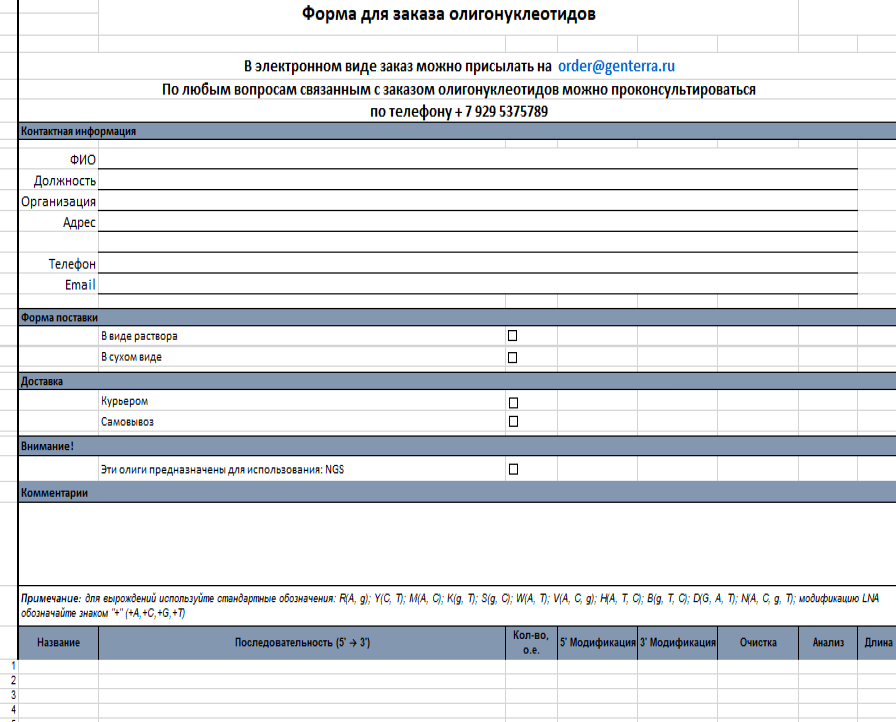 Форма для заказа олигонуклеотидов
В электронном виде заказ можно присылать на order@genterra.ru
По любым вопросам связанным с заказом олигонуклеотидов можно проконсультироваться
по телефону + 7 929 5375789
Контактная информация
ФИО
Должность
Организация
Адрес
Телефон
Email
Форма поставки
В виде раствора
В сухом виде
Доставка
Курьером
Самовывоз
Внимание!
Эти олиги предназначены для использования: NGS
Комментарии
Примечание: для вырождений используйте стандартные обозначения: R(A, g); Y(C, T); M(A, C); K(g, T); S(g, C); W(A, T); V(A, C, g); H(A, T, C); B(g, T, C); D(G, A, T); N(A, C, g, T); модификацию LNA
обозначайте знаком "+" (+A,+C,+G,+T)
Название Последовательность (5' → 3') Кол-во, о.е. 5' Модификация 3' Модификация Очистка Анализ Длина
1
2
3
4